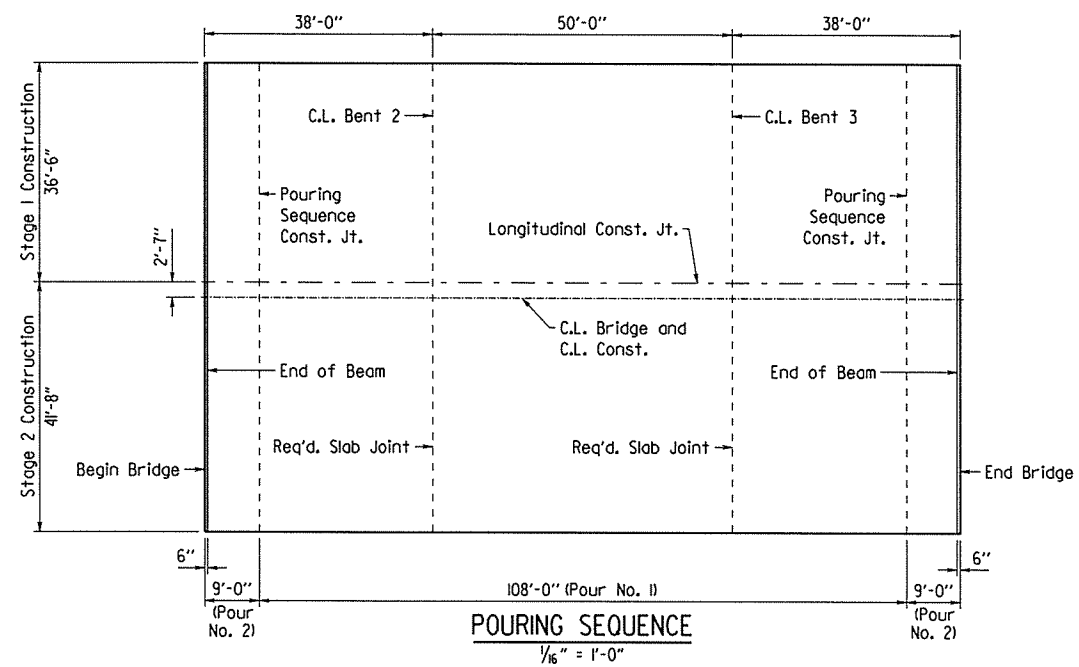 38'-0"
50'-0"
38'-0"
Stage 1 Construction
36'-6"
C.L. Bent 2
C.L. Bent 3
Pouring
Sequence
Const. Jt.
Pouring
Sequence
Const. Jt.
Longitudinal Const. Jt.
2'-7"
C.L. Bridge and
C.L. Const.
Stage 2 Construction
41'-8"
End of Beam
End of Beam
Req'd. Slab Joint
Req'd. Slab Joint
Begin Bridge
End Bridge
6"
6"
9'-0"
(Pour
No. 2)
108'-0" (Pour No. 1)
9'-0"
(Pour
No. 2)
POURING SEQUENCE
1/16" = 1'-0"